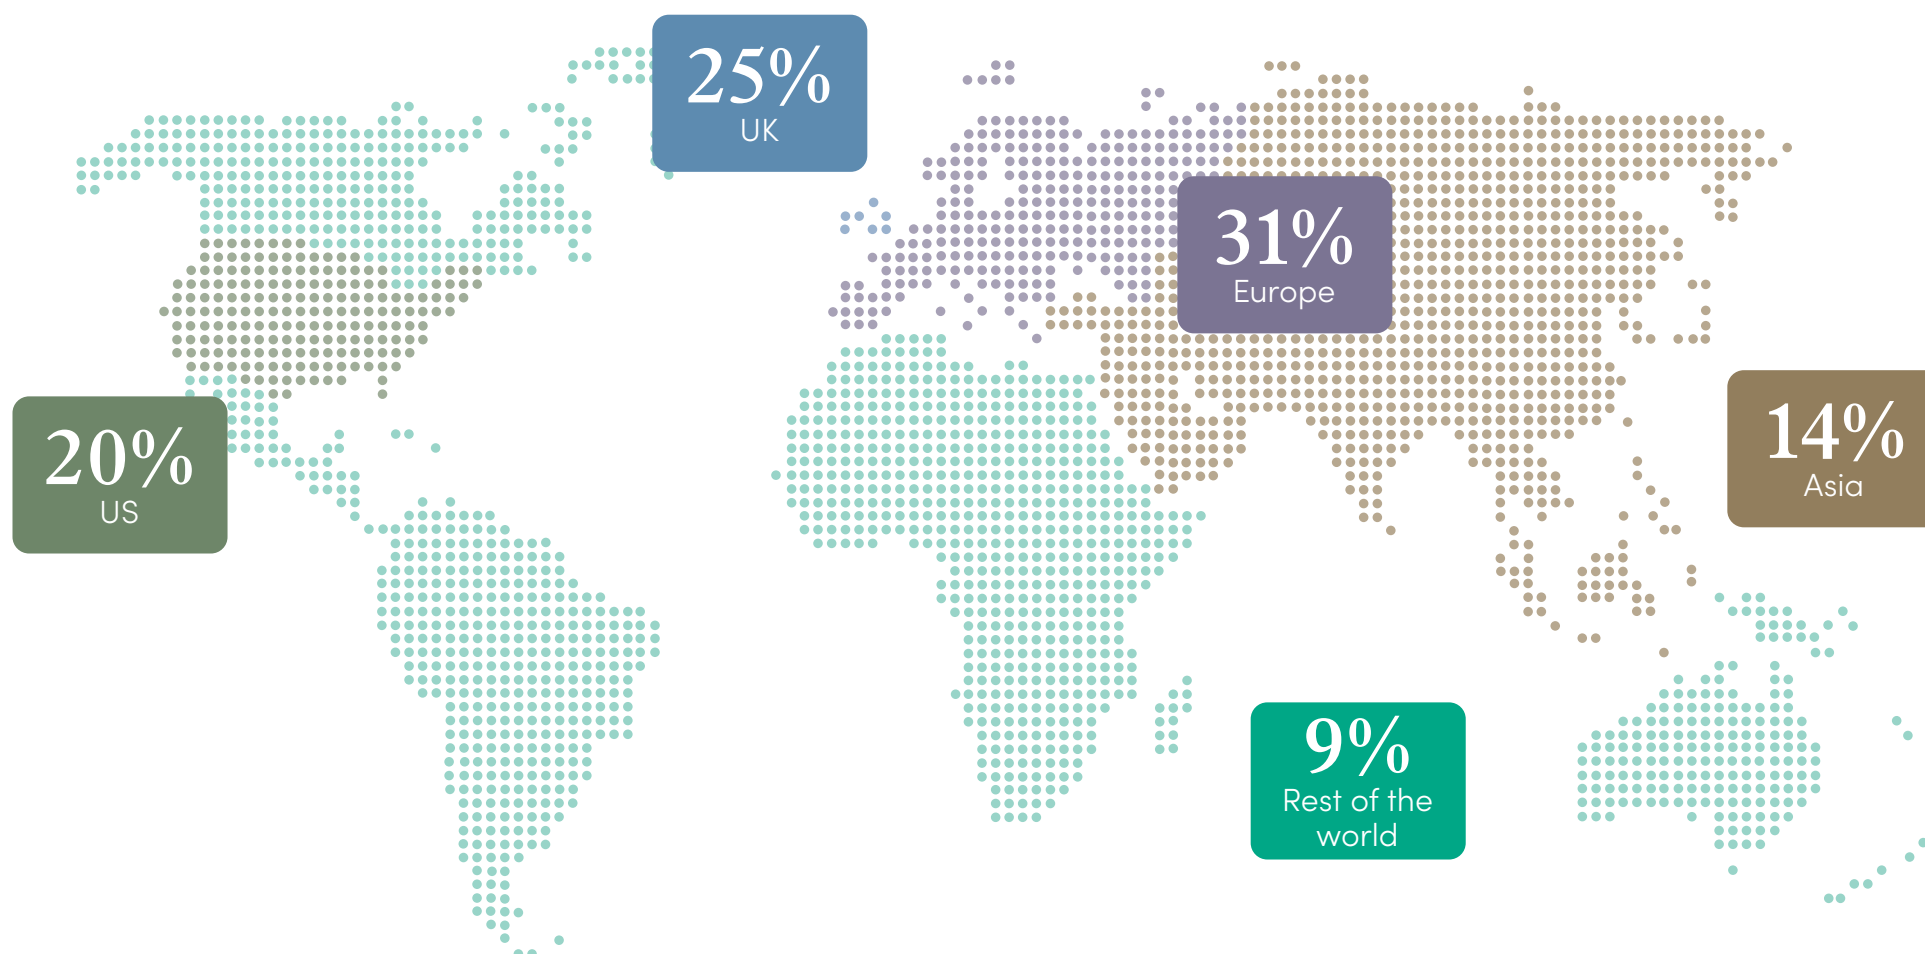 25%
UK
31%
Europe
20%
US
14%
Asia
9%
Rest of the
world